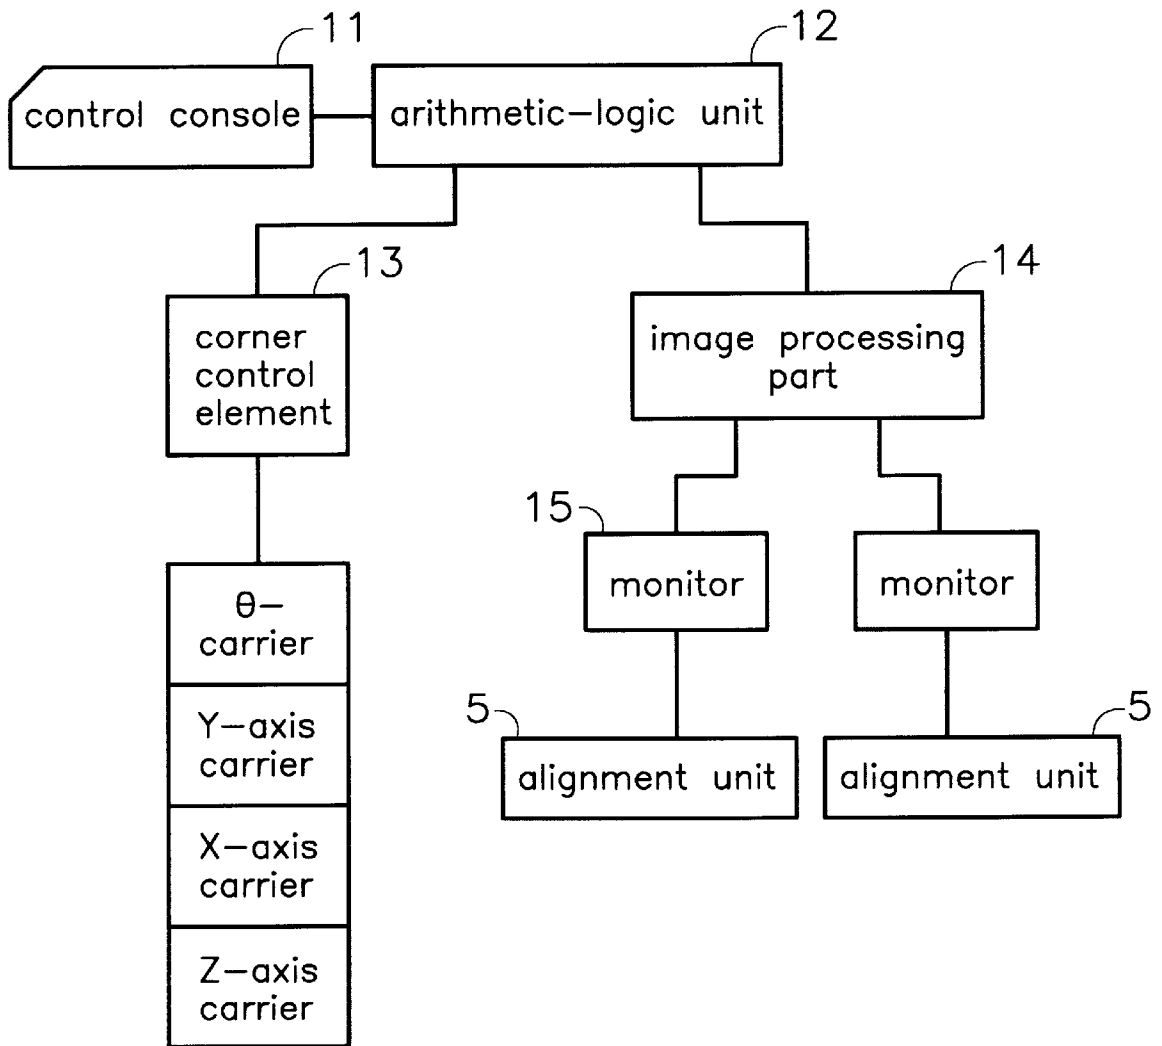 11
12
control console
arithmetic-logic unit
13
14
corner
control
element
image processing
part
15
monitor
monitor
θ-
carrier
5
5
alignment unit
alignment unit
Y-axis
carrier
X-axis
carrier
Z-axis
carrier